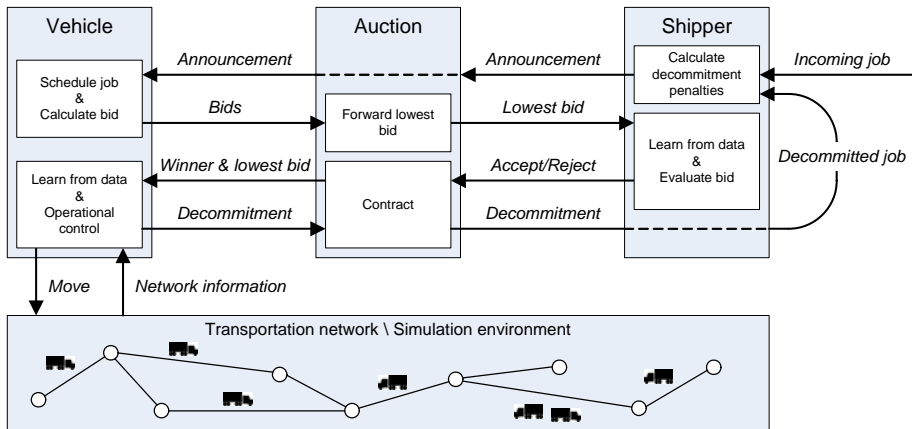 Vehicle
Auction
Shipper
Announcement
Announcement
Incoming job
Schedule job
&
Calculate bid
Calculate
decommitment
penalties
Bids
Forward lowest
bid
Lowest bid
Learn from data
&
Evaluate bid
Decommitted job
Winner & lowest bid
Accept/Reject
Learn from data
&
Operational
control
Contract
Decommitment
Decommitment
Move
Network information
Transportation network \ Simulation environment